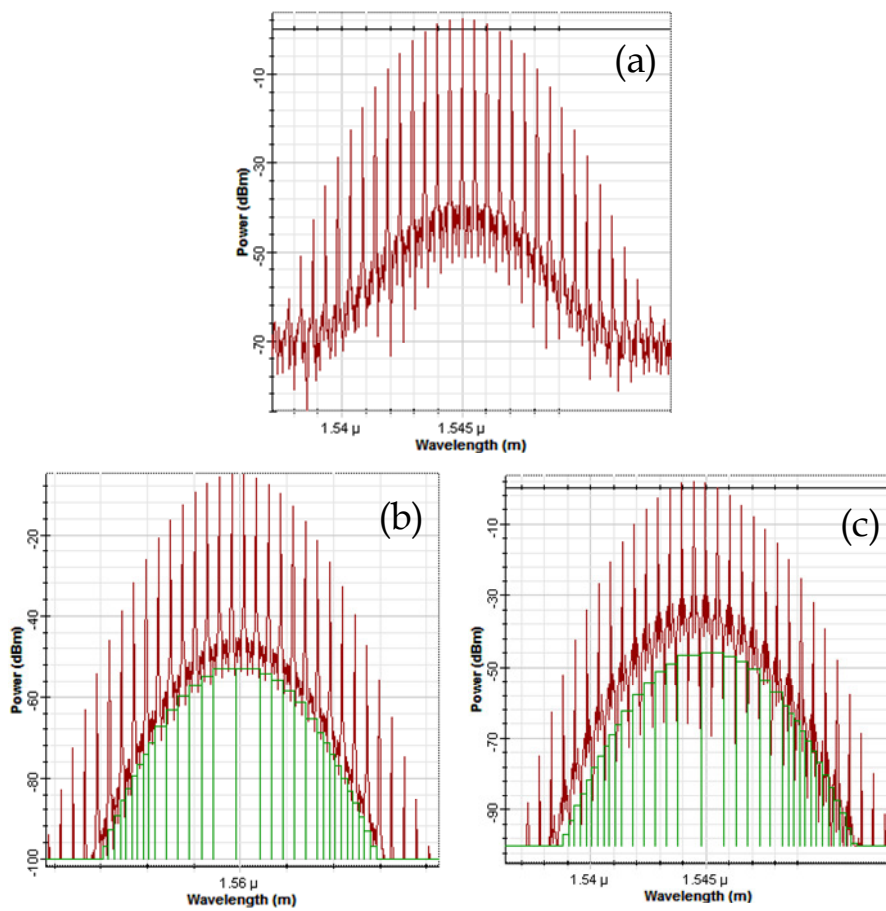 (a)
Power (dBm)
-10
-30
-50
-70
1.54 µ
1.545 µ
Wavelength (m)
(b)
Power (dBm)
-20
-40
-60
-80
-100
1.56 µ
Wavelength (m)
(c)
Power (dBm)
-10
-30
-50
-70
-90
1.54 µ
1.545 µ
Wavelength (m)